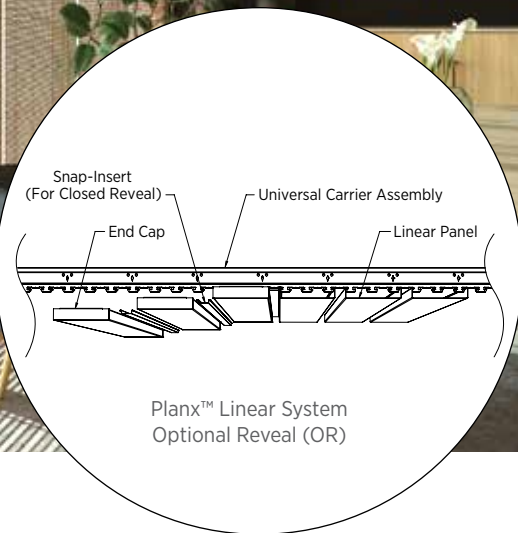 Snap-Insert
(For Closed Reveal)
Universal Carrier Assembly
End Cap
Linear Panel
Planx™ Linear System
Optional Reveal (OR)